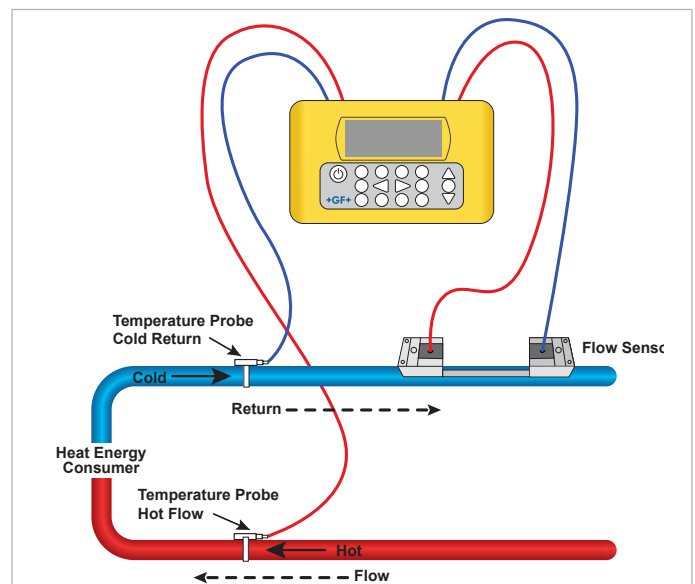 +GF+
Temperature Probe
Cold Return
Flow Senso
Cold
Return
Heat Energy
Consumer
Temperature Probe
Hot Flow
Hot
Flow